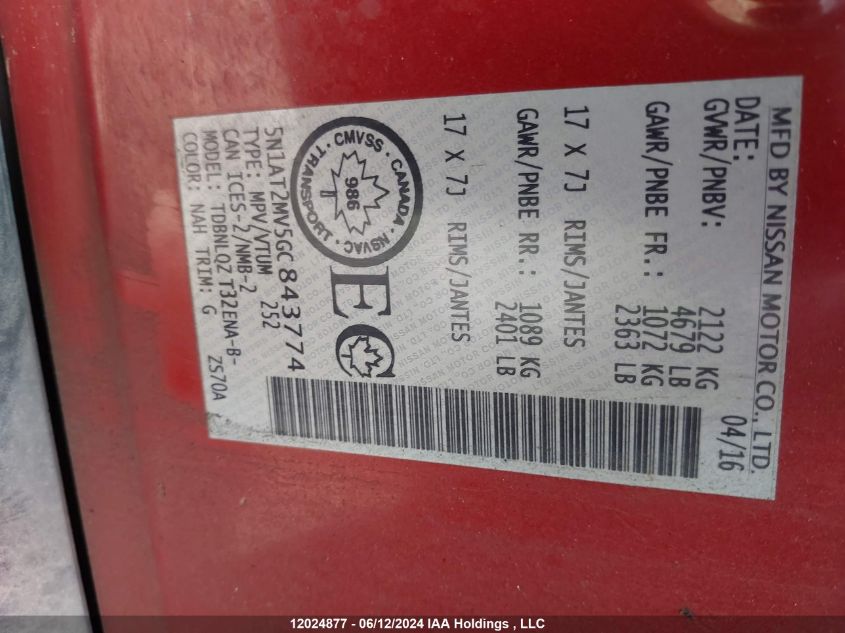 MFD BY NISSAN MOTOR CO., LTD.
DATE: 04/16
GVWR/PNBV: 2122 KG
4679 LB
GAWR/PNBE FR.: 1072 KG
2363 LB
17 X 7J RIMS/JANTES
GAWR/PNBE RR.: 1089 KG
2401 LB
17 X 7J RIMS/JANTES
CMVSS · CANADA · NSVAC · TRANSPORT ·
986
EC
5N1AT2MV5GC843774
TYPE: MPV/VTUM 252
CAN ICES-2/NMB-2
MODEL: TDBNLQZ T32ENA-B-
COLOR: NAH TRIM: G ZS70A
12024877 - 06/12/2024 IAA Holdings , LLC